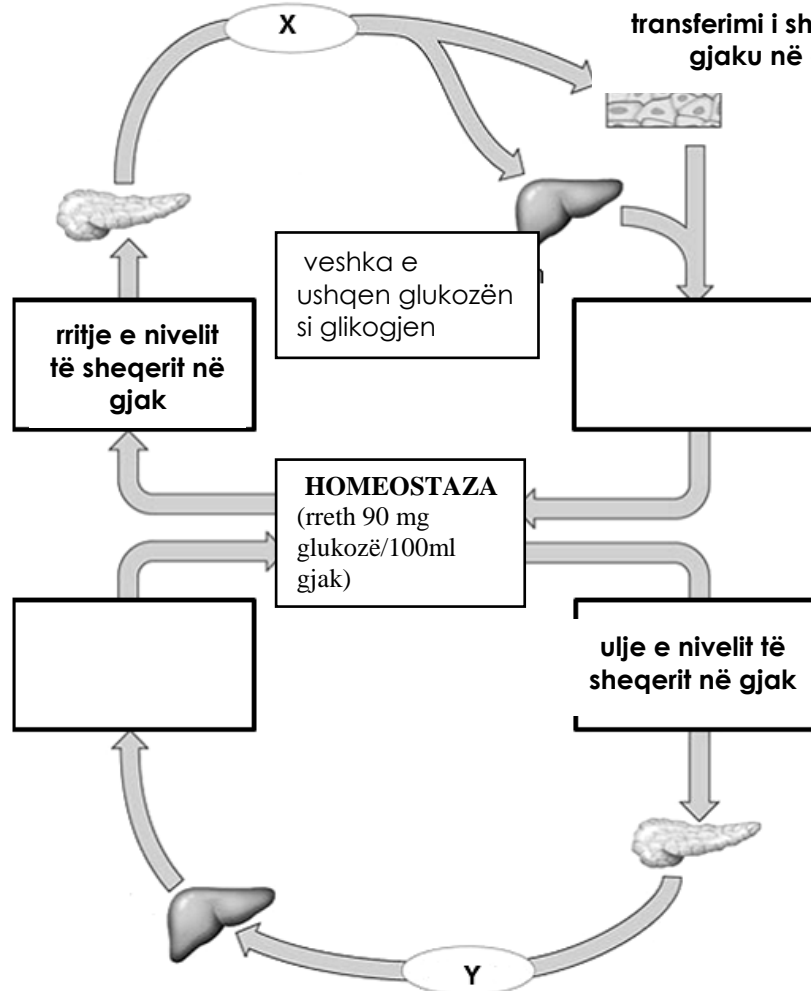 X
transferimi i sh
gjaku në
veshka e
ushqen glukozën
si glikogjen
rritje e nivelit
të sheqerit në
gjak
HOMEOSTAZA
(rreth 90 mg
glukozë/100ml
gjak)
ulje e nivelit të
sheqerit në gjak
Y